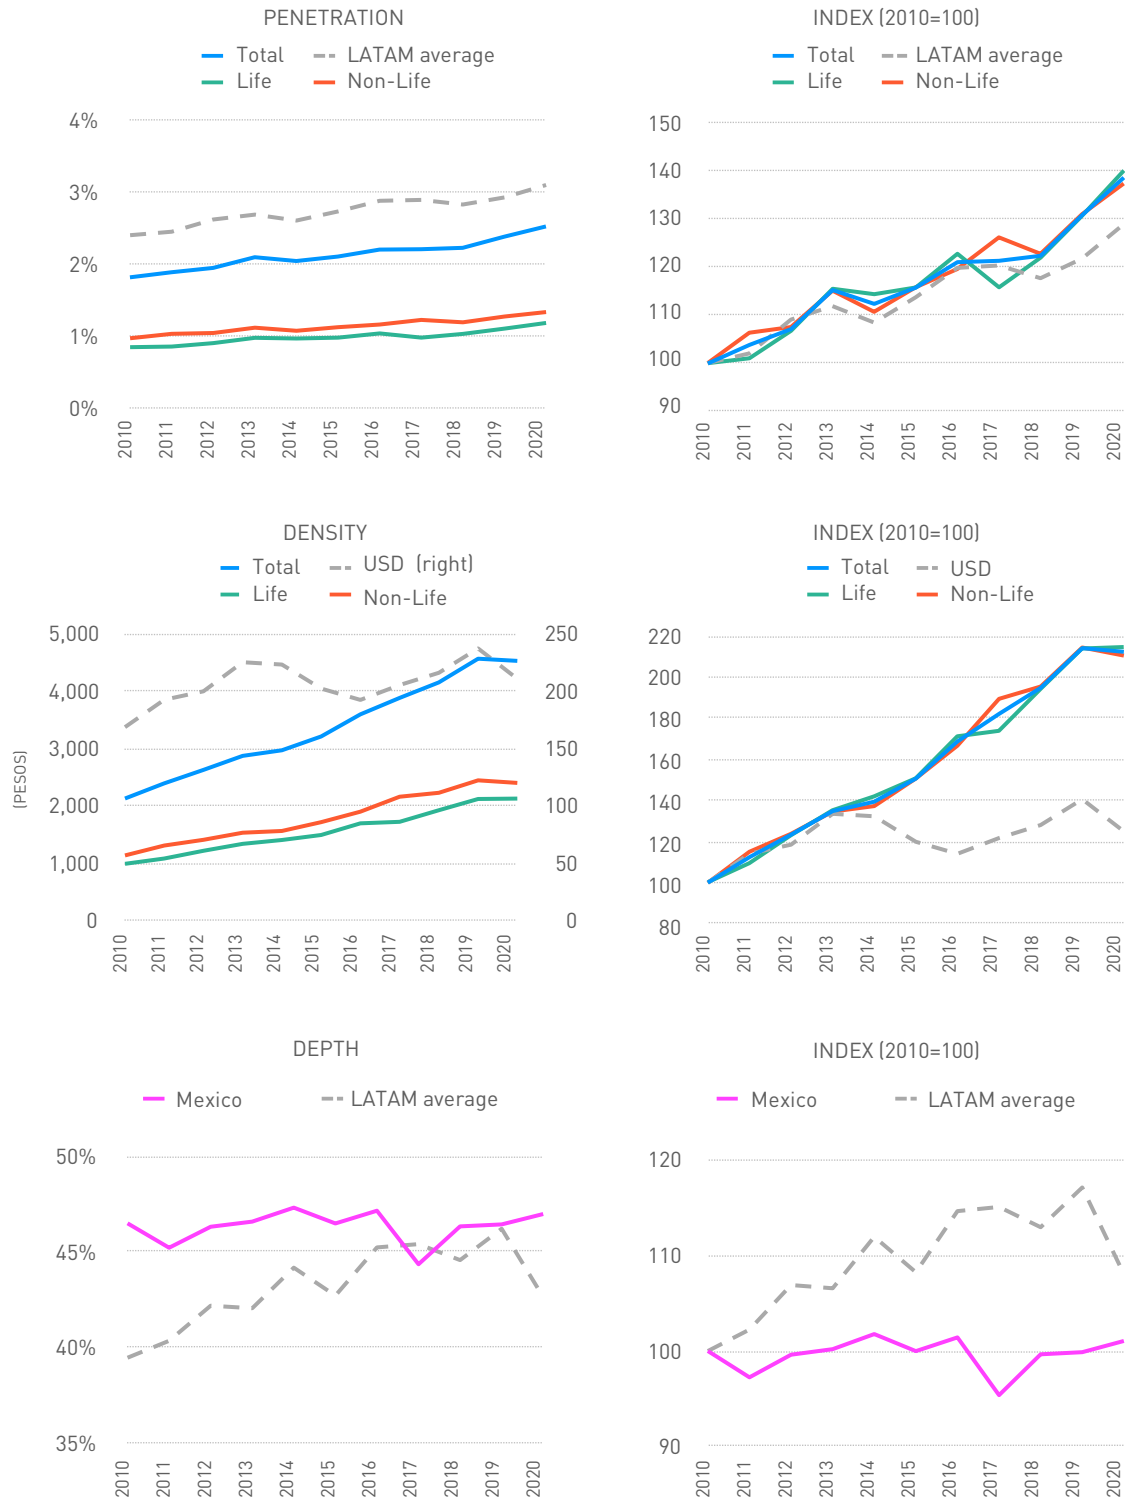 PENETRATION
Total LATAM average
Life Non-Life
4%
3%
2%
1%
0%
2010 2011 2012 2013 2014 2015 2016 2017 2018 2019 2020
INDEX (2010=100)
Total LATAM average
Life Non-Life
150
140
130
120
110
100
90
2010 2011 2012 2013 2014 2015 2016 2017 2018 2019 2020
DENSITY
Total USD (right)
Life Non-Life
(PESOS)
5,000 250
4,000 200
3,000 150
2,000 100
1,000 50
0 0
2010 2011 2012 2013 2014 2015 2016 2017 2018 2019 2020
INDEX (2010=100)
Total USD
Life Non-Life
220
200
180
160
140
120
100
80
2010 2011 2012 2013 2014 2015 2016 2017 2018 2019 2020
DEPTH
Mexico LATAM average
50%
45%
40%
35%
2010 2011 2012 2013 2014 2015 2016 2017 2018 2019 2020
INDEX (2010=100)
Mexico LATAM average
120
110
100
90
2010 2011 2012 2013 2014 2015 2016 2017 2018 2019 2020